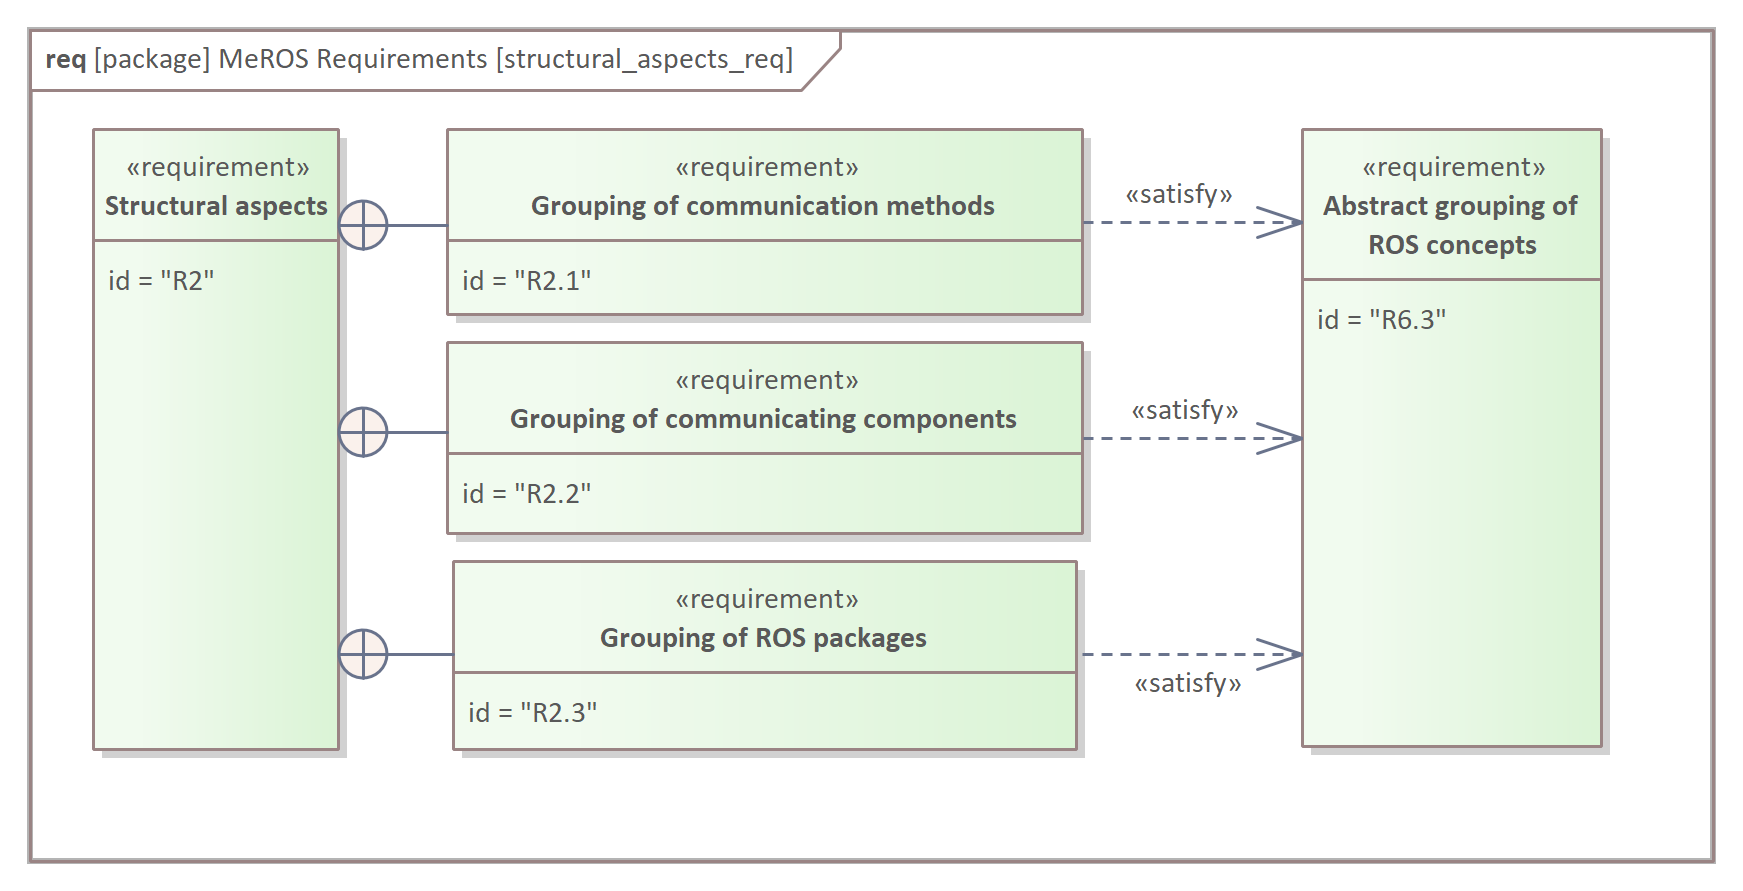 req [package] MeROS Requirements [structural_aspects_req]
«requirement»
Structural aspects
id = "R2"
«requirement»
Grouping of communication methods
id = "R2.1"
«requirement»
Grouping of communicating components
id = "R2.2"
«requirement»
Grouping of ROS packages
id = "R2.3"
«satisfy»
«satisfy»
«satisfy»
«requirement»
Abstract grouping of
ROS concepts
id = "R6.3"